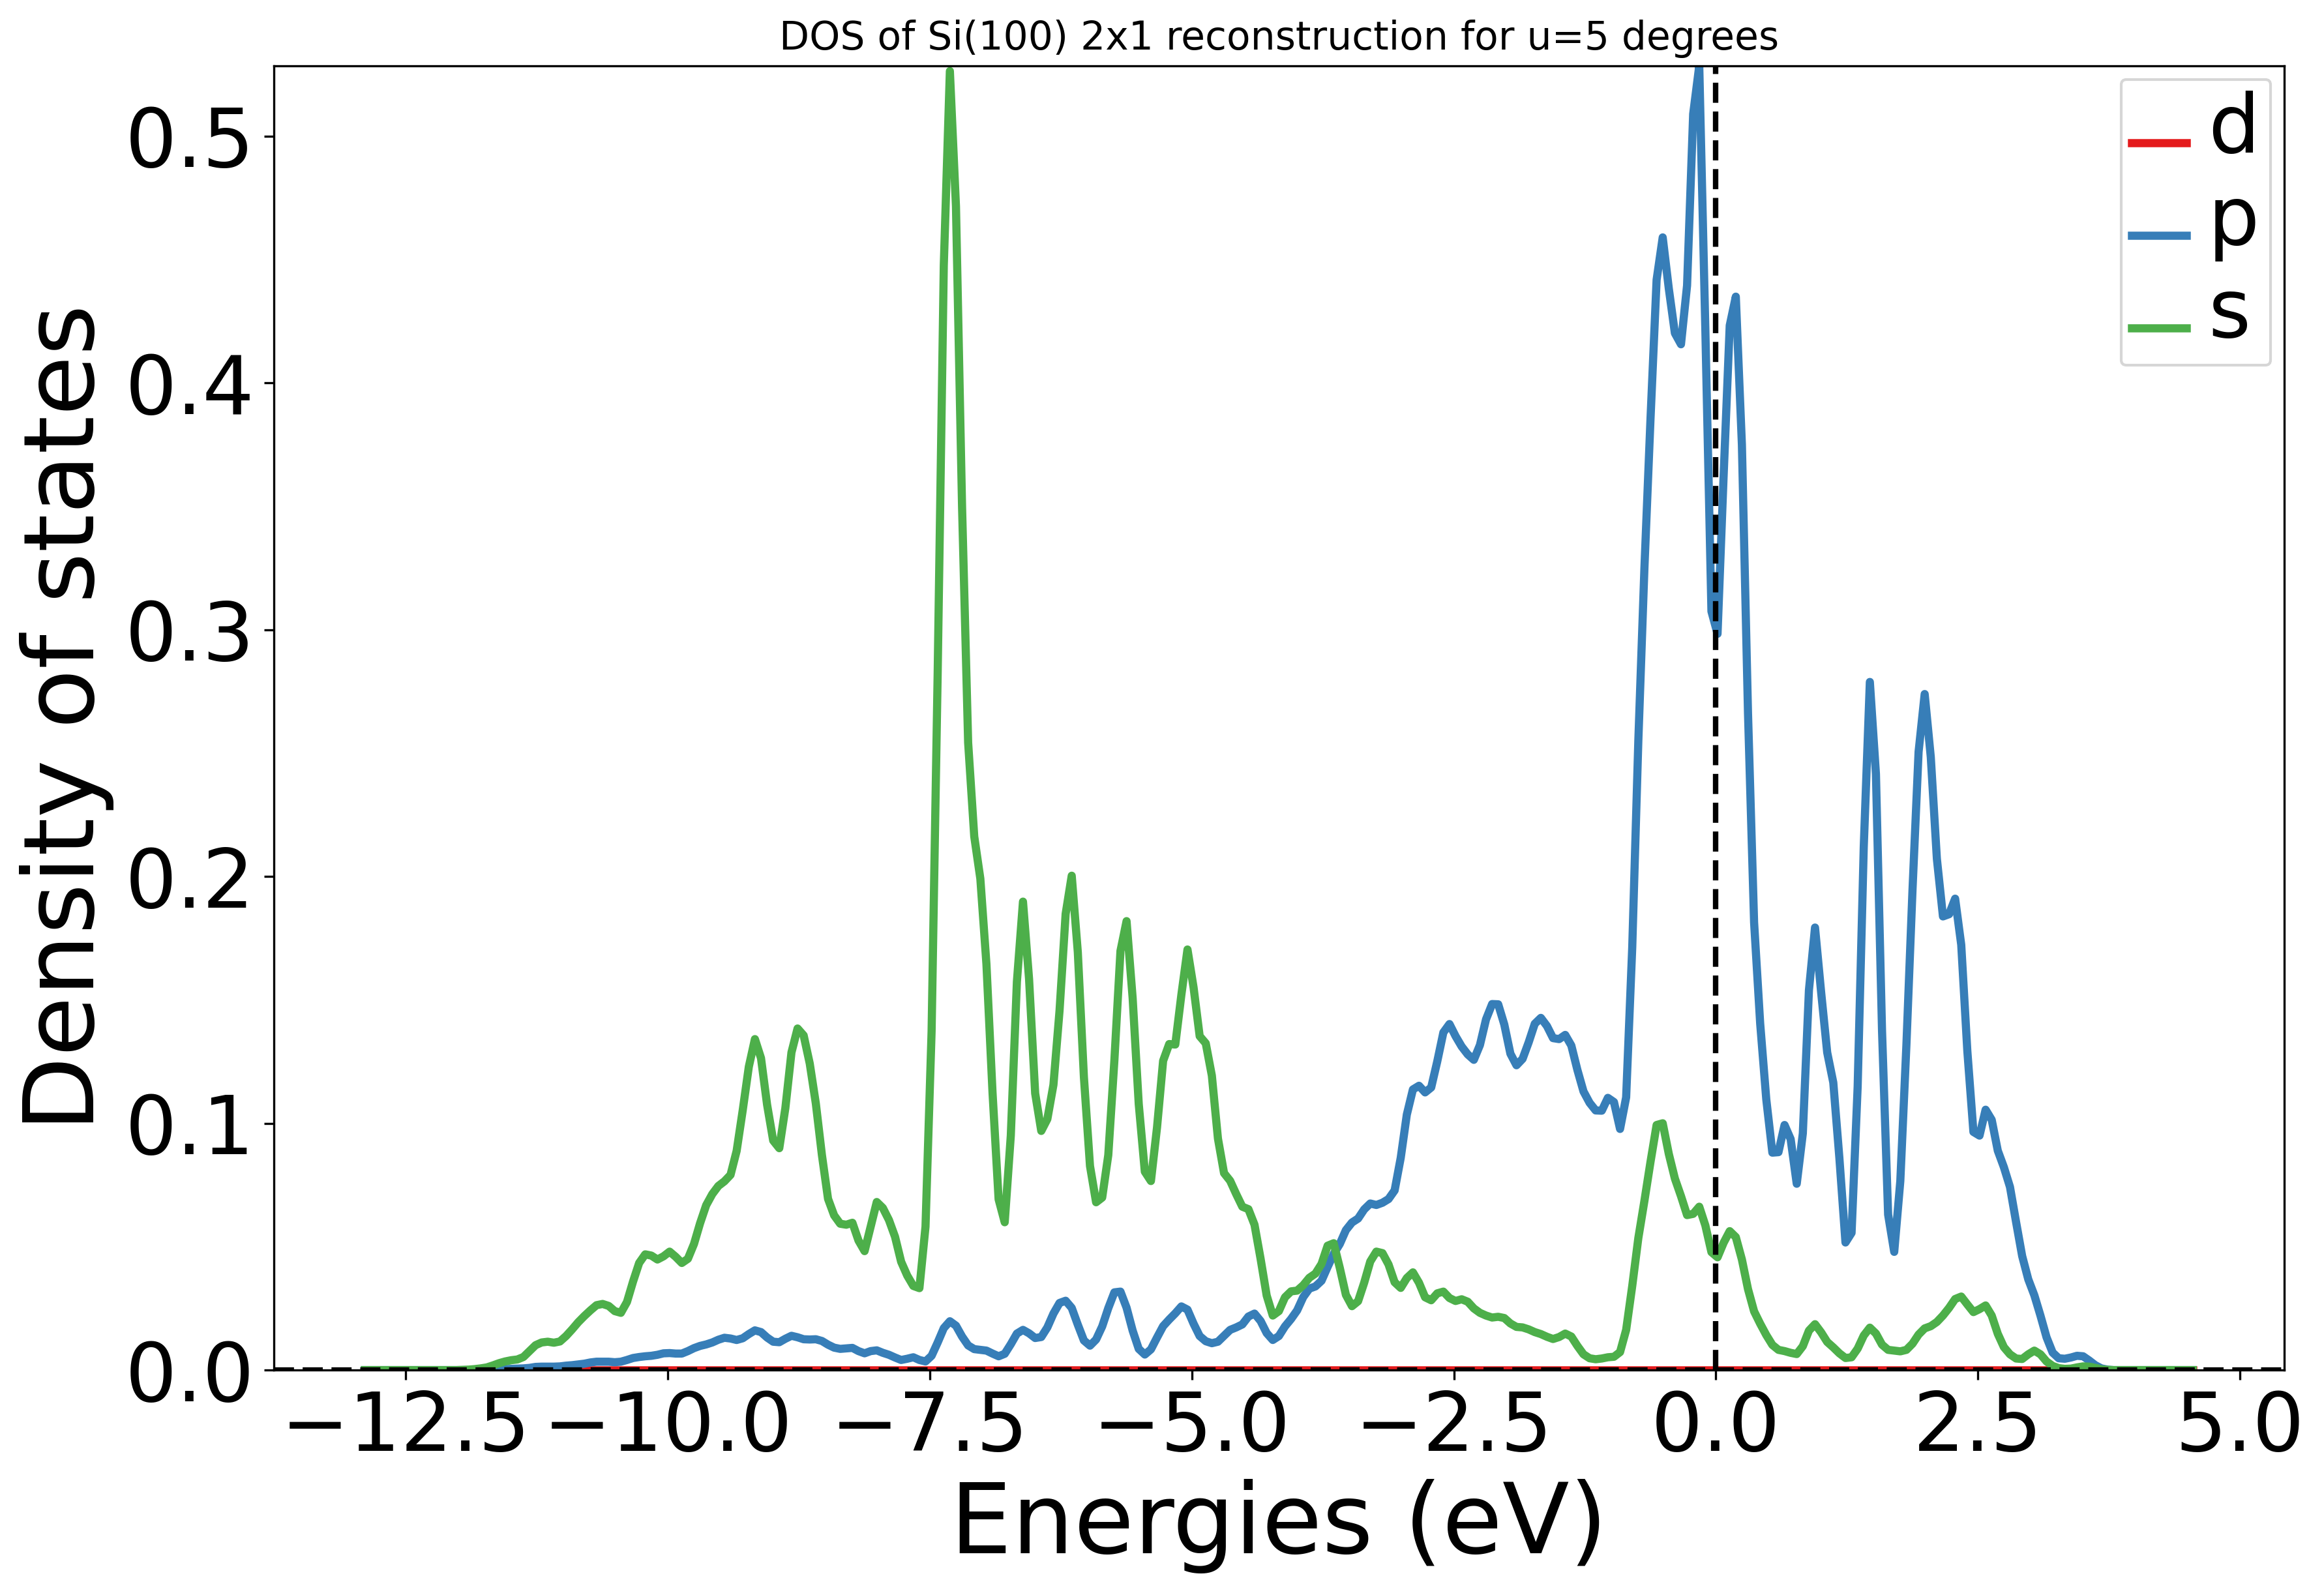 DOS of Si(100) 2x1 reconstruction for u=5 degrees
d
p
s
Density of states
0.5
0.4
0.3
0.2
0.1
0.0
−12.5 −10.0 −7.5 −5.0 −2.5 0.0 2.5 5.0
Energies (eV)